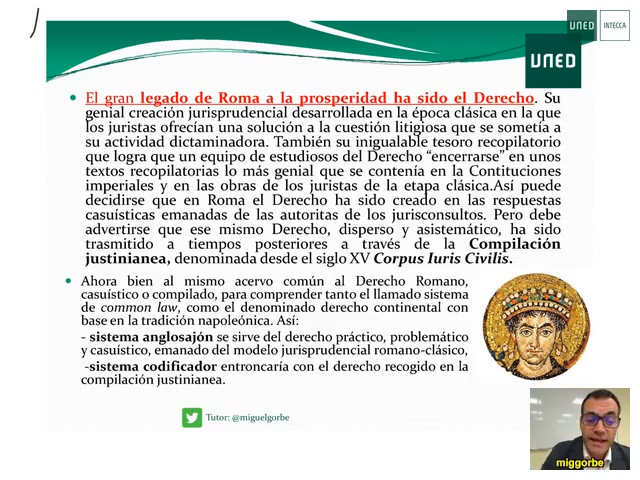 UNED
INTECCA
UNED
• El gran legado de Roma a la prosperidad ha sido el Derecho. Su
genial creación jurisprudencial desarrollada en la época clásica en la que
los juristas ofrecían una solución a la cuestión litigiosa que se sometía a
su actividad dictaminadora. También su inigualable tesoro recopilatorio
que logra que un equipo de estudiosos del Derecho “encerrarse” en unos
textos recopilatorios lo más genial que se contenía en la Contituciones
imperiales y en las obras de los juristas de la etapa clásica.Así puede
decidirse que en Roma el Derecho ha sido creado en las respuestas
casuísticas emanadas de la autoritas de los jurisconsultos. Pero debe
advertirse que ese mismo Derecho, disperso y asistemático, ha sido
trasmitido a tiempos posteriores a través de la Compilación
justinianea, denominada desde el siglo XV Corpus Iuris Civilis.
• Ahora bien al mismo acervo común al Derecho Romano,
casuístico o compilado, para comprender tanto el llamado sistema
de common law, como el denominado derecho continental con
base en la tradición napoleónica. Así:
- sistema anglosajón se sirve del derecho práctico, problemático
y casuístico, emanado del modelo jurisprudencial romano-clásico,
-sistema codificador entroncaría con el derecho recogido en la
compilación justinianea.
Tutor: @miguelgorbe
miggorbe